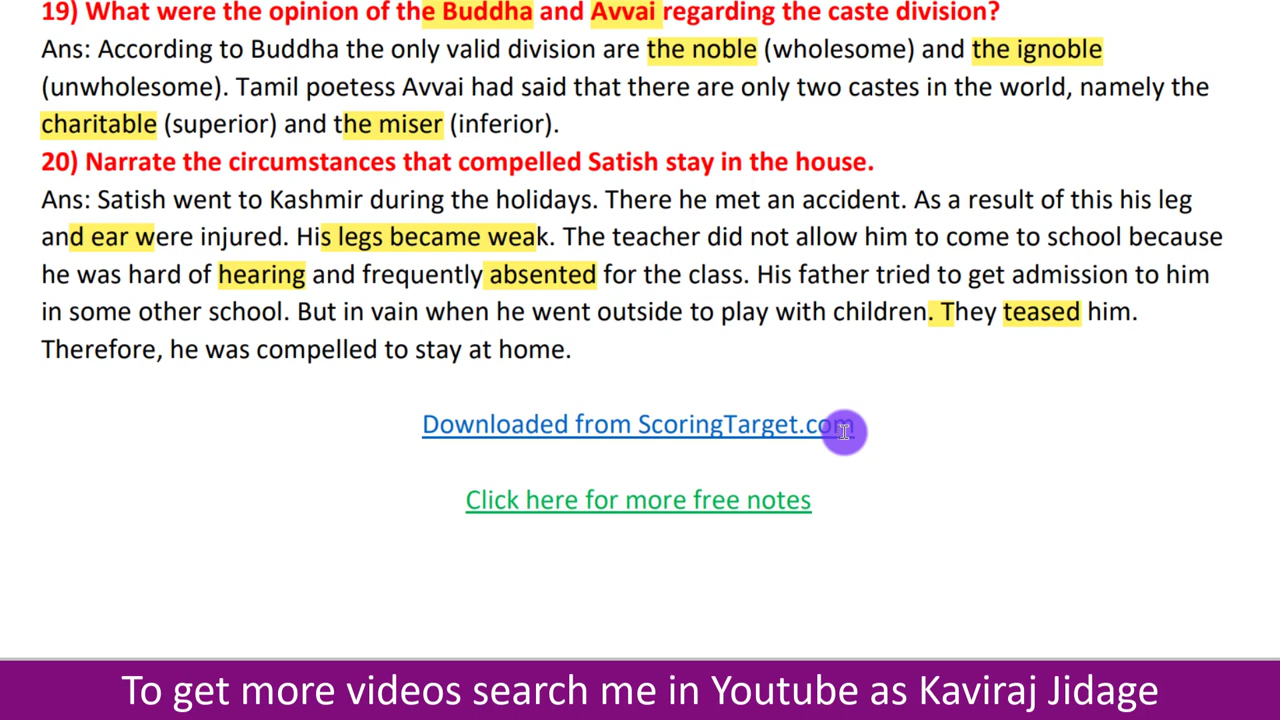 19) What were the opinion of the Buddha and Avvai regarding the caste division?
Ans: According to Buddha the only valid division are the noble (wholesome) and the ignoble
(unwholesome). Tamil poetess Avvai had said that there are only two castes in the world, namely the
charitable (superior) and the miser (inferior).
20) Narrate the circumstances that compelled Satish stay in the house.
Ans: Satish went to Kashmir during the holidays. There he met an accident. As a result of this his leg
and ear were injured. His legs became weak. The teacher did not allow him to come to school because
he was hard of hearing and frequently absented for the class. His father tried to get admission to him
in some other school. But in vain when he went outside to play with children. They teased him.
Therefore, he was compelled to stay at home.
Downloaded from ScoringTarget.com
Click here for more free notes
To get more videos search me in Youtube as Kaviraj Jidage